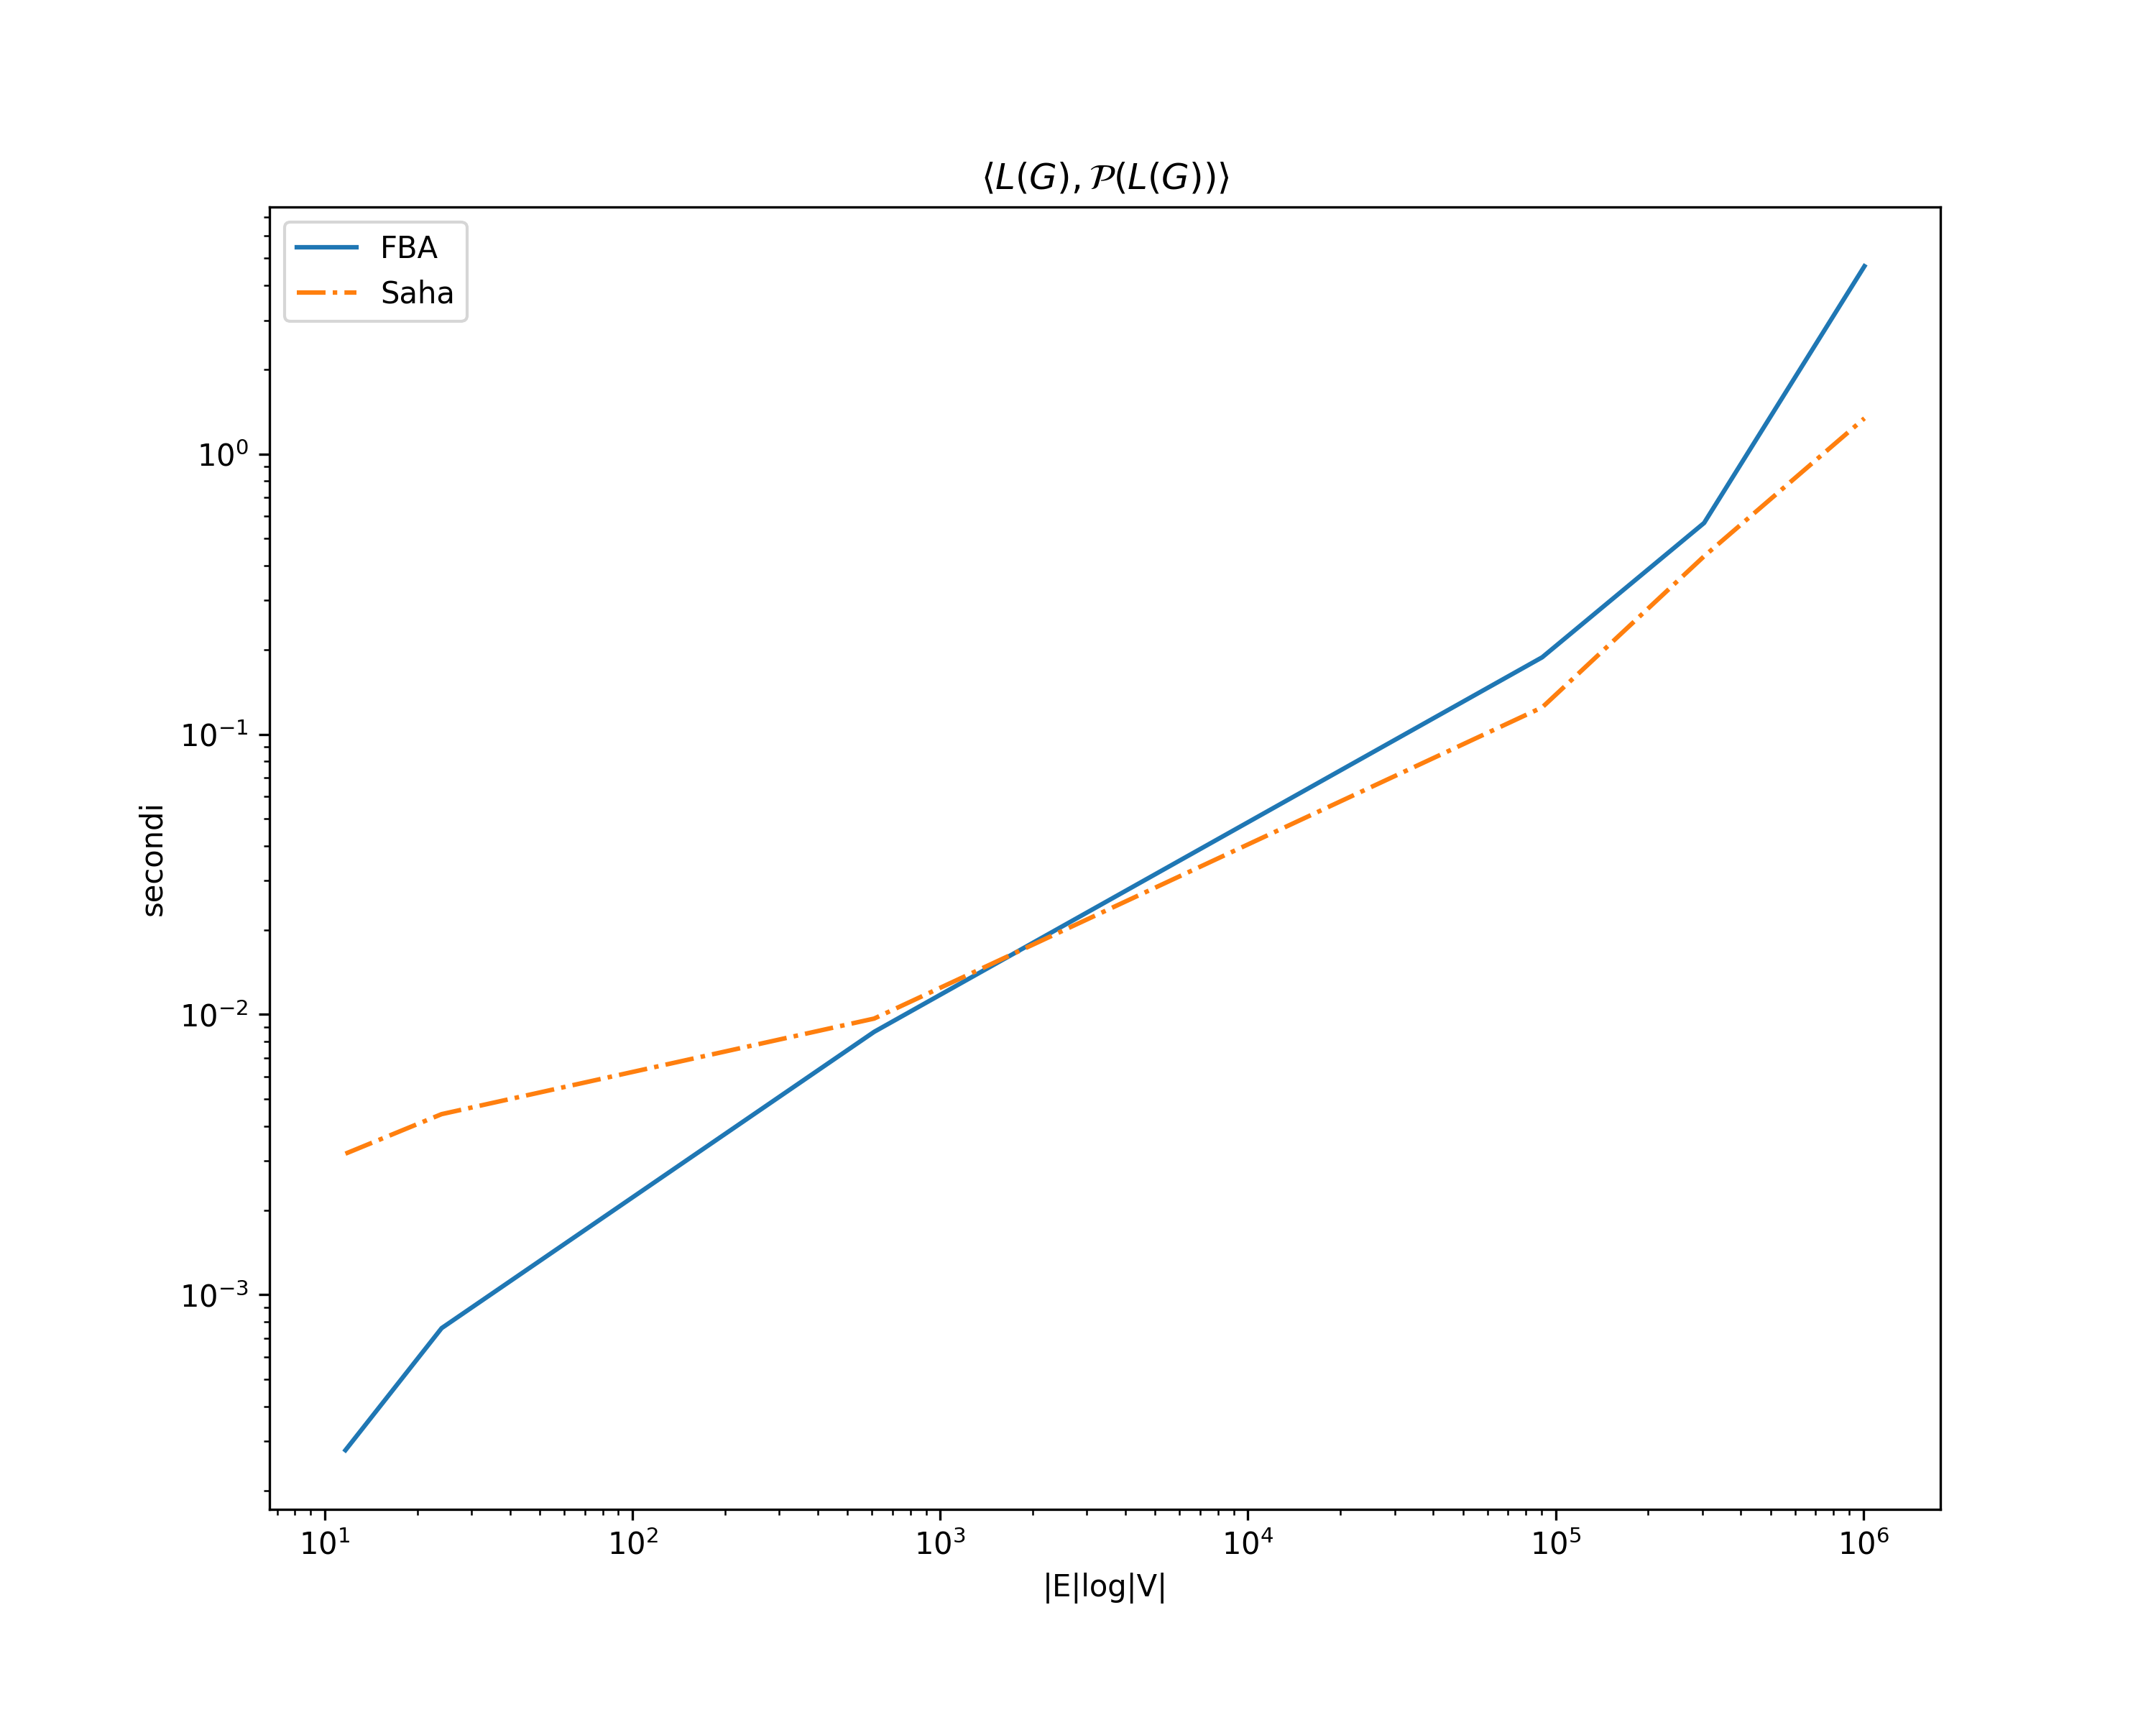 ⟨L(G), 𝒫(L(G))⟩
FBA
Saha
10⁰
10⁻¹
10⁻²
10⁻³
secondi
10¹ 10² 10³ 10⁴ 10⁵ 10⁶
|E|log|V|